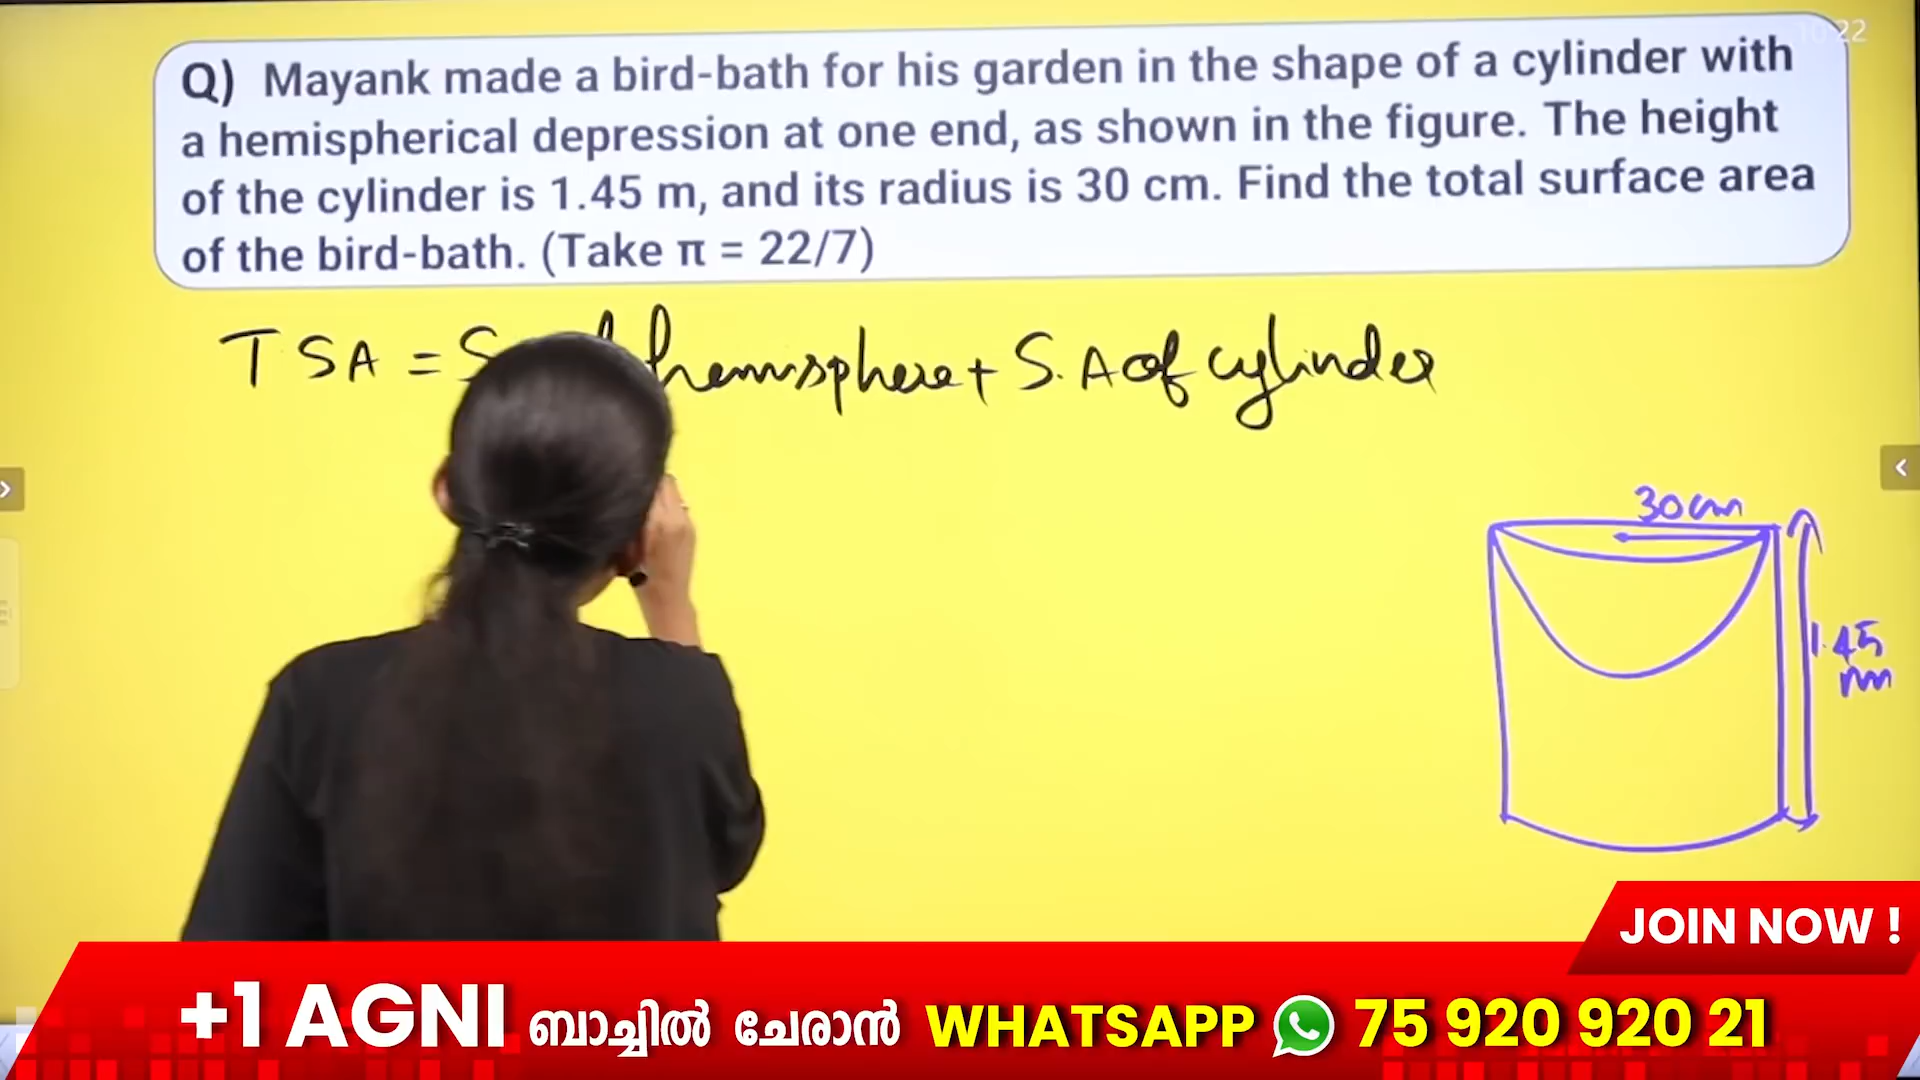 10:22
Q) Mayank made a bird-bath for his garden in the shape of a cylinder with
a hemispherical depression at one end, as shown in the figure. The height
of the cylinder is 1.45 m, and its radius is 30 cm. Find the total surface area
of the bird-bath. (Take π = 22/7)
TSA = S hemisphere + S.A of cylinder
30cm
1.45
m
JOIN NOW !
+1 AGNI ബാച്ചിൽ ചേരാൻ WHATSAPP 75 920 920 21